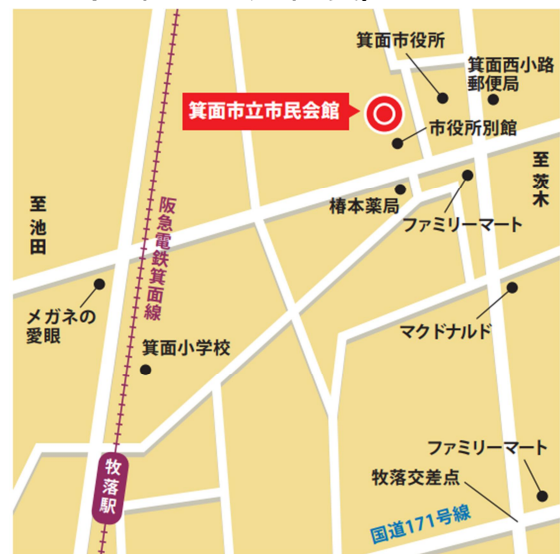 箕面市役所
箕面西小路
郵便局
箕面市立市民会館
市役所別館
至茨木
至池田
椿本薬局
ファミリーマート
阪急電鉄箕面線
メガネの
愛眼
箕面小学校
マクドナルド
牧落駅
ファミリーマート
牧落交差点
国道171号線